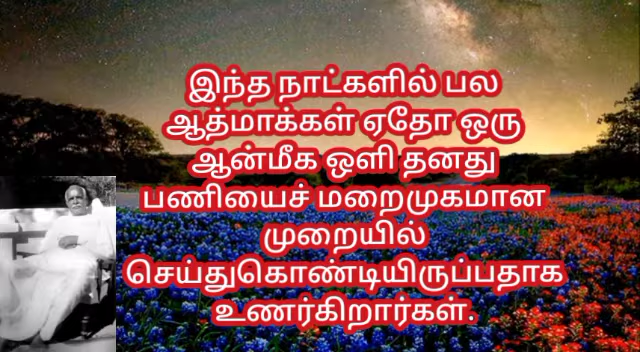 இந்த நாட்களில் பல
ஆத்மாக்கள் ஏதோ ஒரு
ஆன்மீக ஒளி தனது
பணியைச் மறைமுகமான
முறையில்
செய்துகொண்டியிருப்பதாக
உணர்கிறார்கள்.